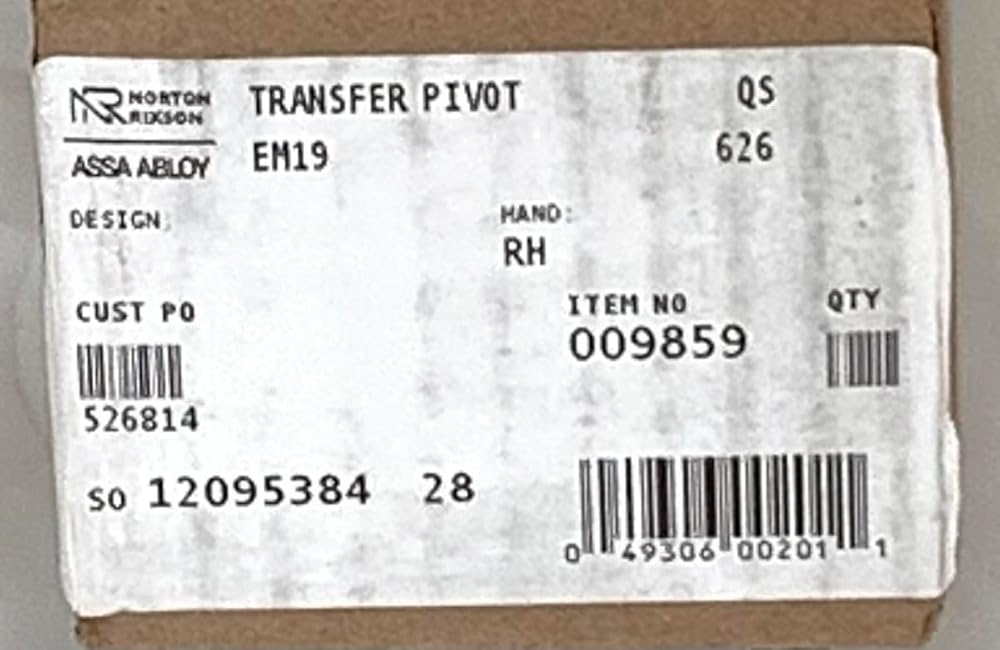 NORTON RIXSON
ASSA ABLOY
TRANSFER PIVOT QS
EM19 626
DESIGN:
HAND:
RH
CUST PO
526814
ITEM NO QTY
009859
SO 12095384 28
0 49306 00201 1